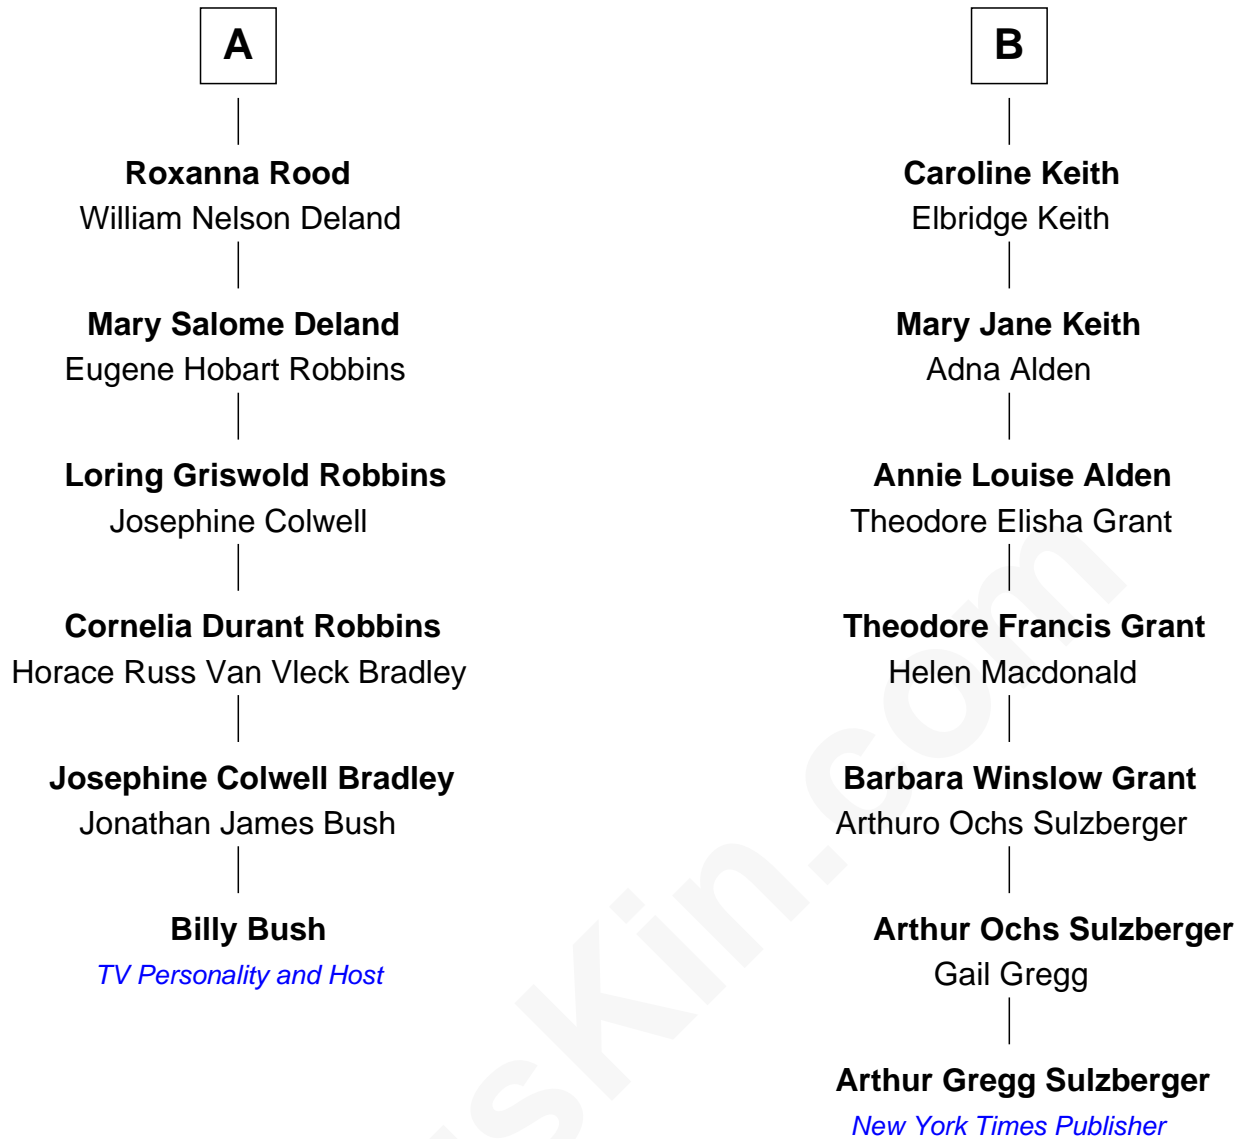 A
Roxanna Rood
William Nelson Deland
Mary Salome Deland
Eugene Hobart Robbins
Loring Griswold Robbins
Josephine Colwell
Cornelia Durant Robbins
Horace Russ Van Vleck Bradley
Josephine Colwell Bradley
Jonathan James Bush
Billy Bush
TV Personality and Host
B
Caroline Keith
Elbridge Keith
Mary Jane Keith
Adna Alden
Annie Louise Alden
Theodore Elisha Grant
Theodore Francis Grant
Helen Macdonald
Barbara Winslow Grant
Arthuro Ochs Sulzberger
Arthur Ochs Sulzberger
Gail Gregg
Arthur Gregg Sulzberger
New York Times Publisher
sKin.com